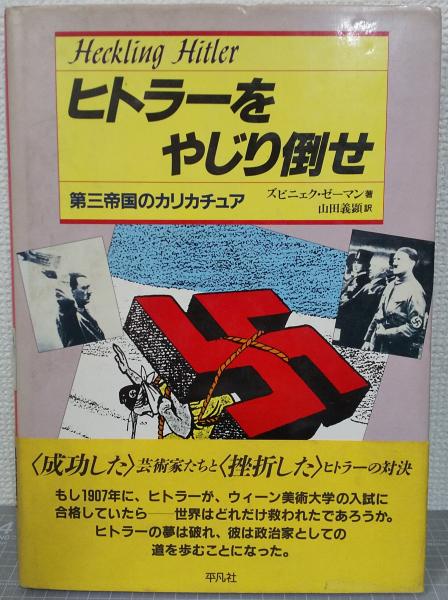 Heckling Hitler
ヒトラーを
やじり倒せ
第三帝国のカリカチュア
ズビニェク・ゼーマン著
山田義顕訳
〈成功した〉芸術家たちと〈挫折した〉ヒトラーの対決
もし1907年に、ヒトラーが、ウィーン美術大学の入試に
合格していたら——世界はどれだけ救われたであろうか。
ヒトラーの夢は破れ、彼は政治家としての
道を歩むことになった。
平凡社